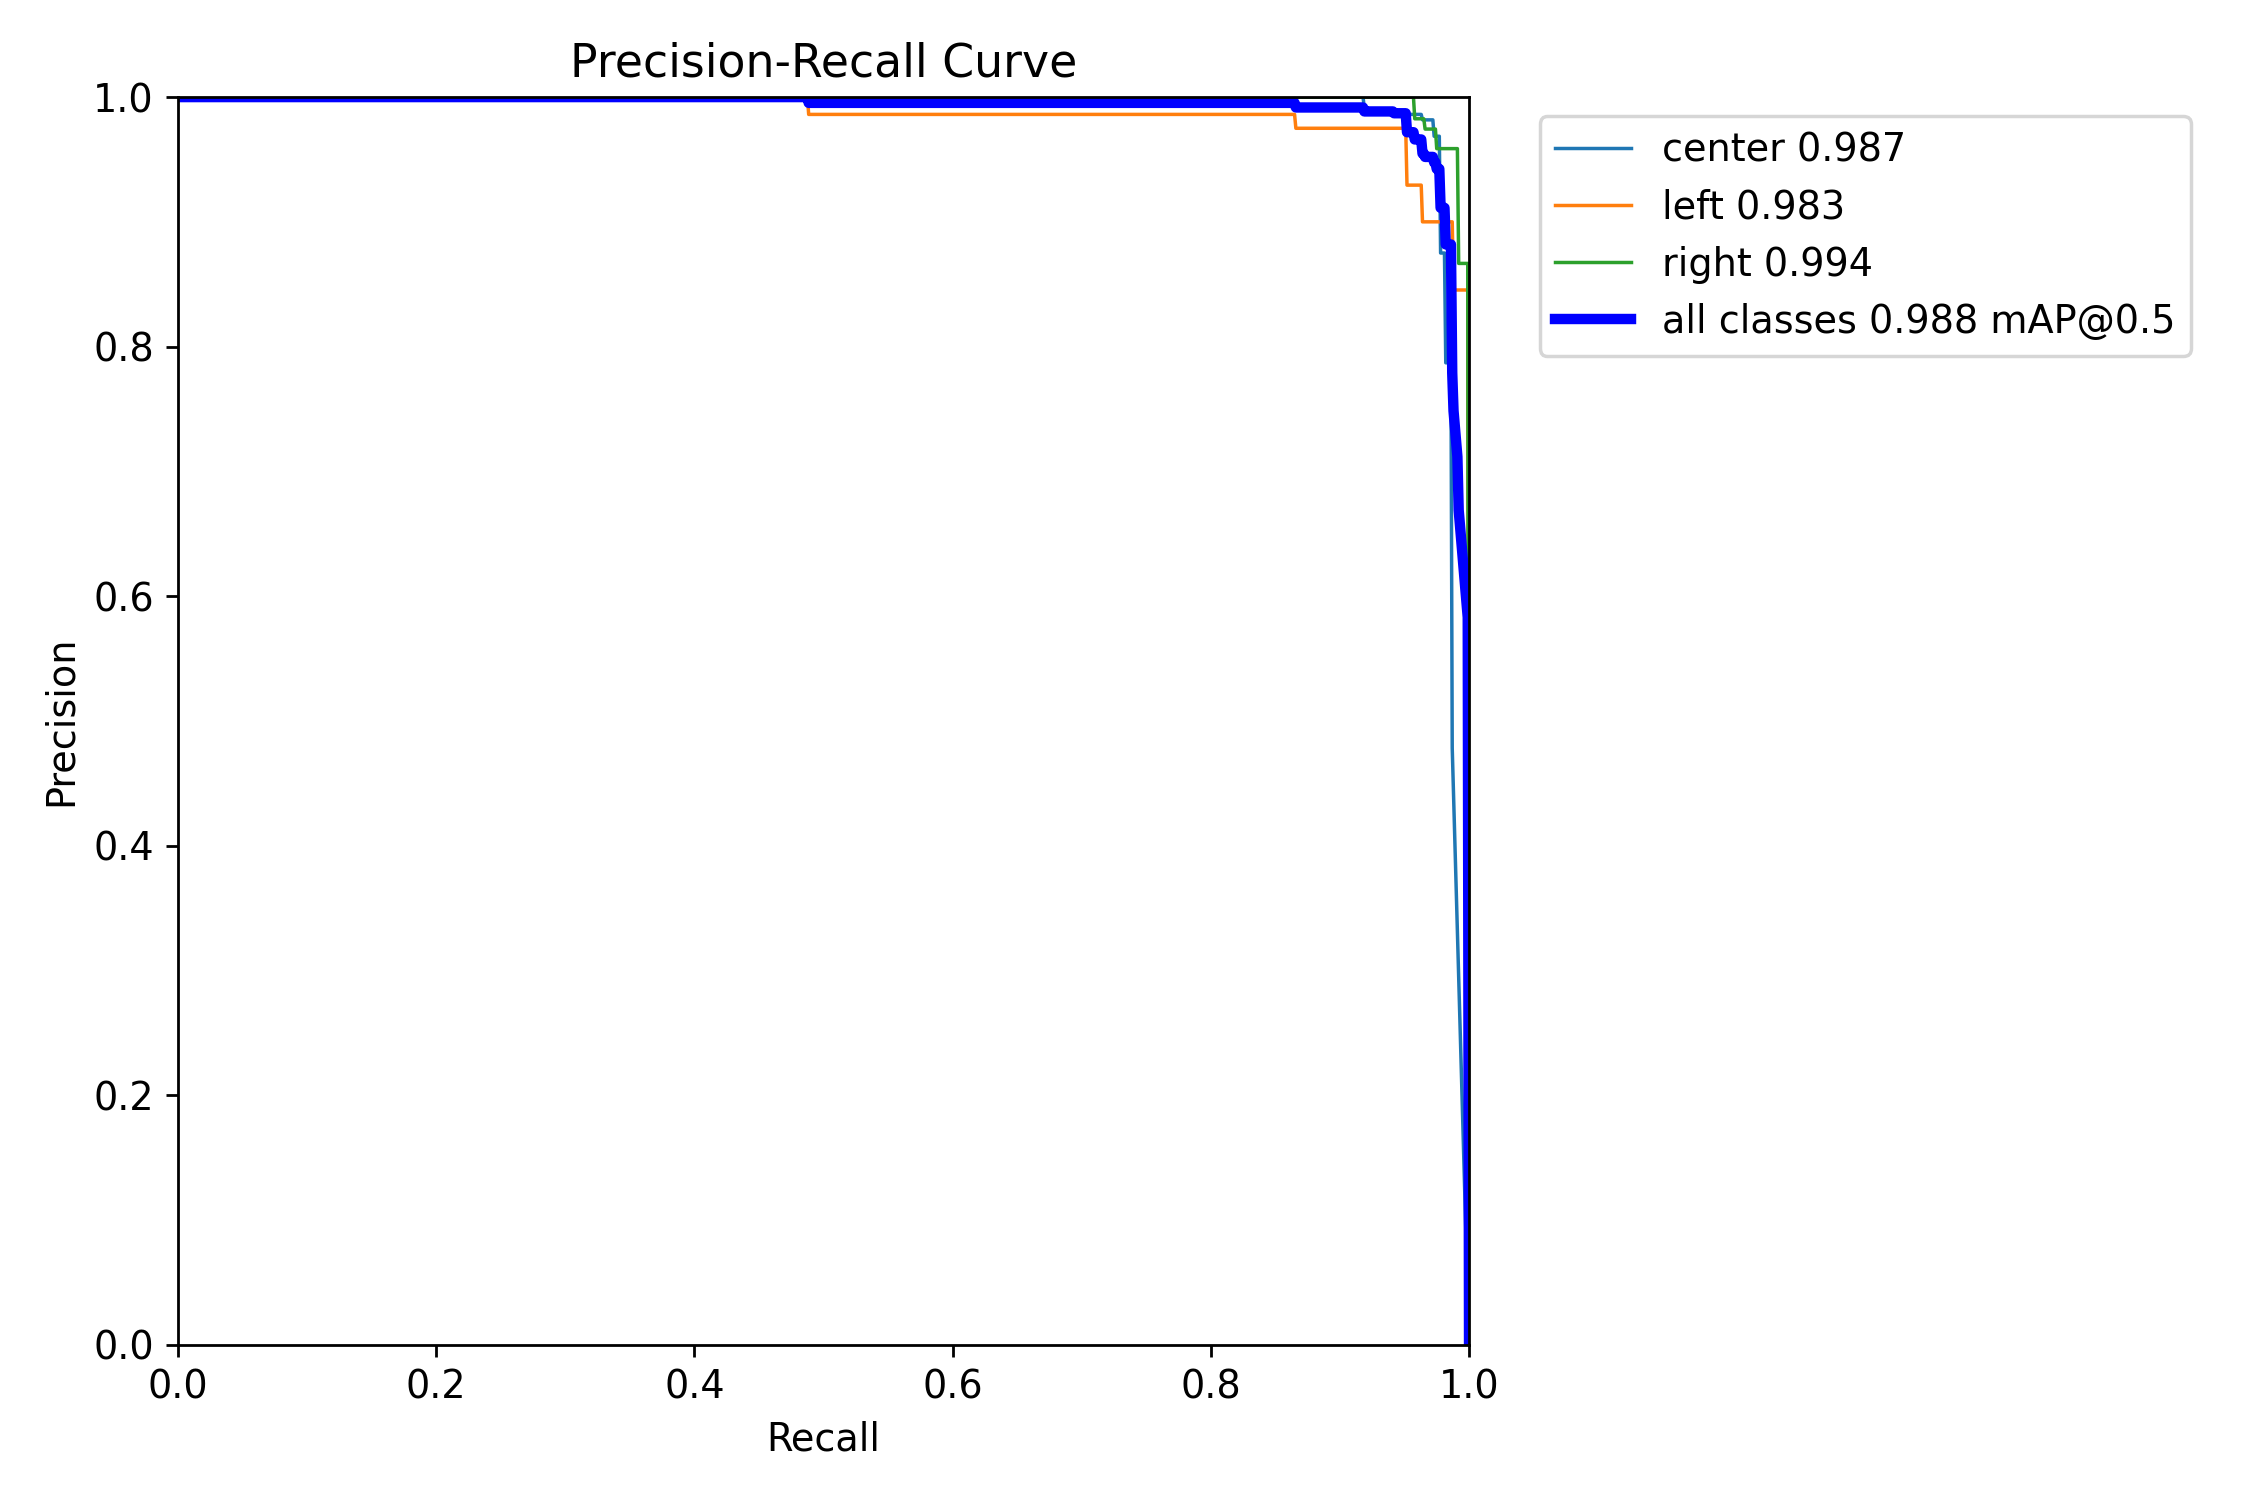 Precision-Recall Curve
1.0
0.8
0.6
0.4
0.2
0.0
Precision
0.0 0.2 0.4 0.6 0.8 1.0
Recall
center 0.987
left 0.983
right 0.994
all classes 0.988 mAP@0.5